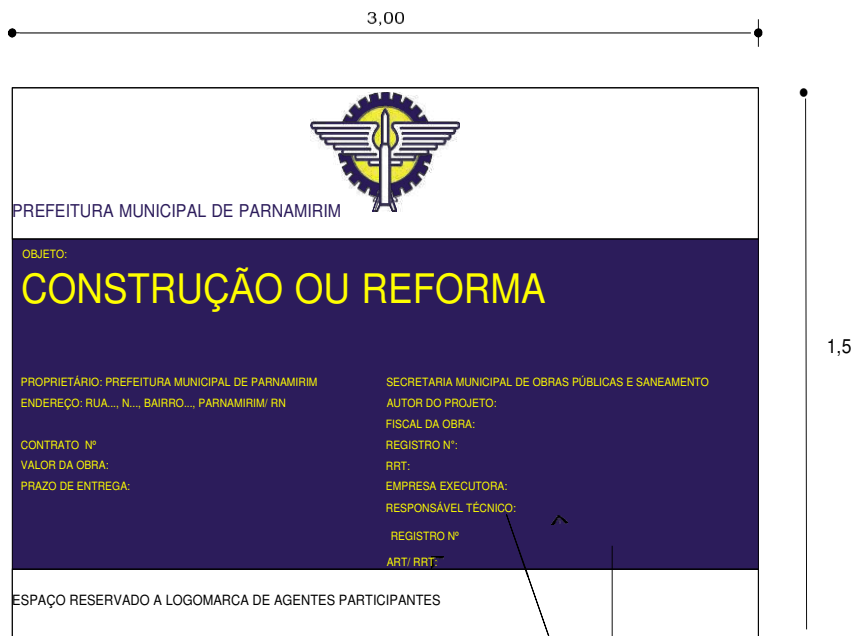 3,00
PREFEITURA MUNICIPAL DE PARNAMIRIM
OBJETO:
CONSTRUÇÃO OU REFORMA
1,5
PROPRIETÁRIO: PREFEITURA MUNICIPAL DE PARNAMIRIM
ENDEREÇO: RUA..., N..., BAIRRO..., PARNAMIRIM/ RN
CONTRATO Nº
VALOR DA OBRA:
PRAZO DE ENTREGA:
SECRETARIA MUNICIPAL DE OBRAS PÚBLICAS E SANEAMENTO
AUTOR DO PROJETO:
FISCAL DA OBRA:
REGISTRO N°:
RRT:
EMPRESA EXECUTORA:
RESPONSÁVEL TÉCNICO:
REGISTRO Nº
ART/ RRT:
ESPAÇO RESERVADO A LOGOMARCA DE AGENTES PARTICIPANTES